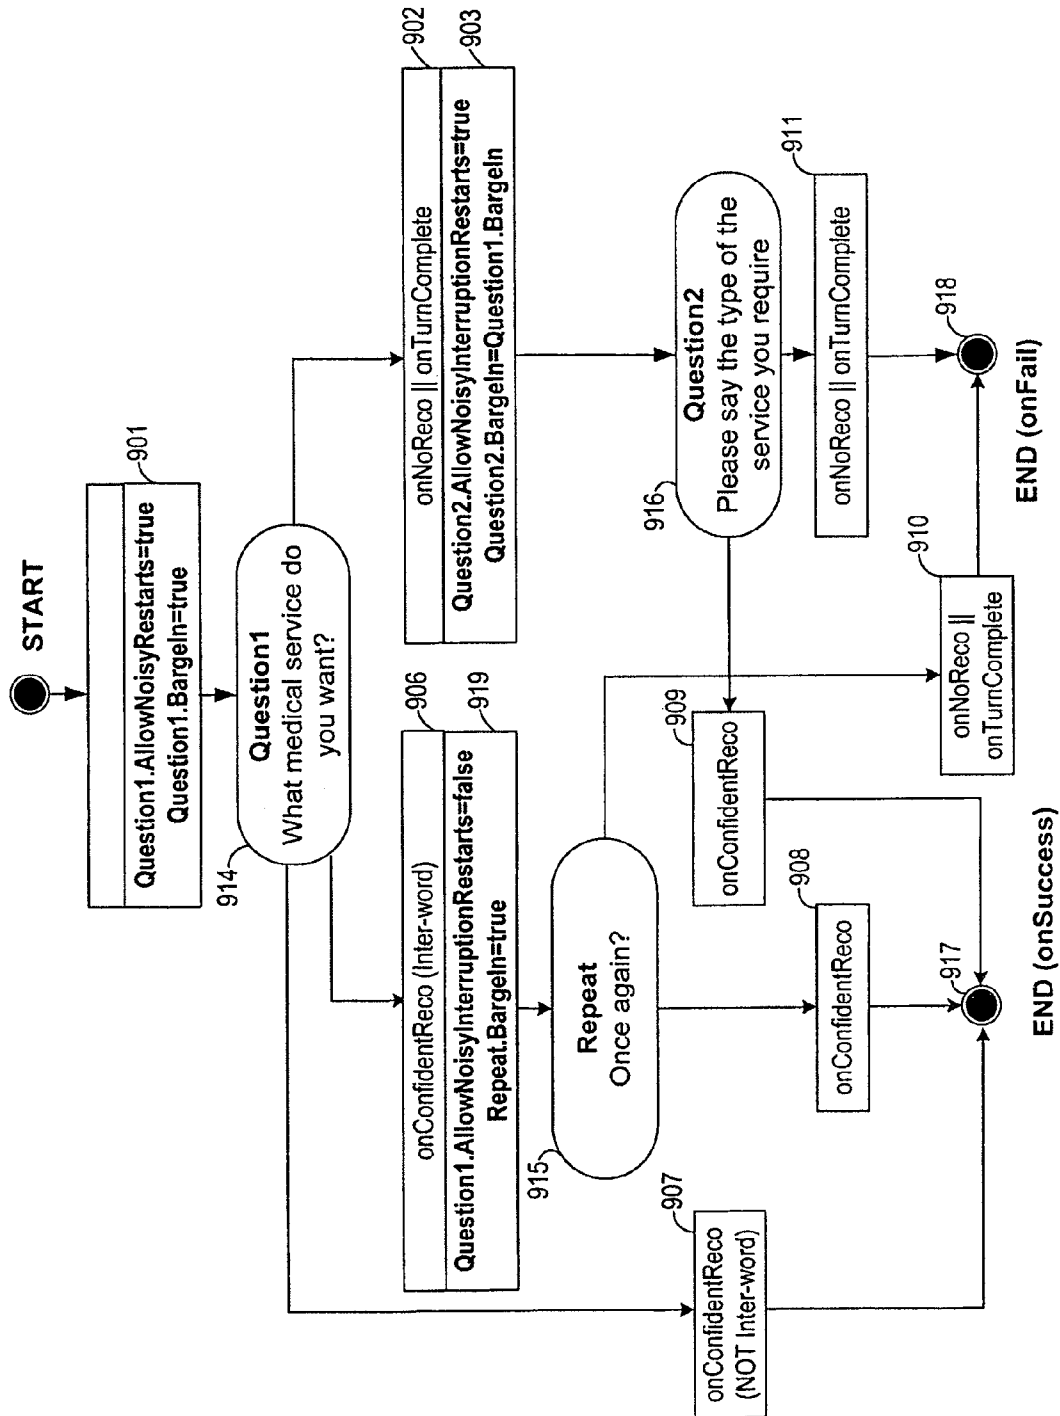 START
901
Question1.AllowNoisyRestarts=true
Question1.BargeIn=true
914
Question1
What medical service do
you want?
906
onConfidentReco (Inter-word)
919
Question1.AllowNoisyInterruptionRestarts=false
Repeat.BargeIn=true
902
onNoReco || onTurnComplete
903
Question2.AllowNoisyInterruptionRestarts=true
Question2.BargeIn=Question1.BargeIn
915
Repeat
Once again?
916
Question2
Please say the type of the
service you require
907
onConfidentReco
(NOT Inter-word)
909
onConfidentReco
908
onConfidentReco
911
onNoReco || onTurnComplete
910
onNoReco ||
onTurnComplete
917
END (onSuccess)
918
END (onFail)